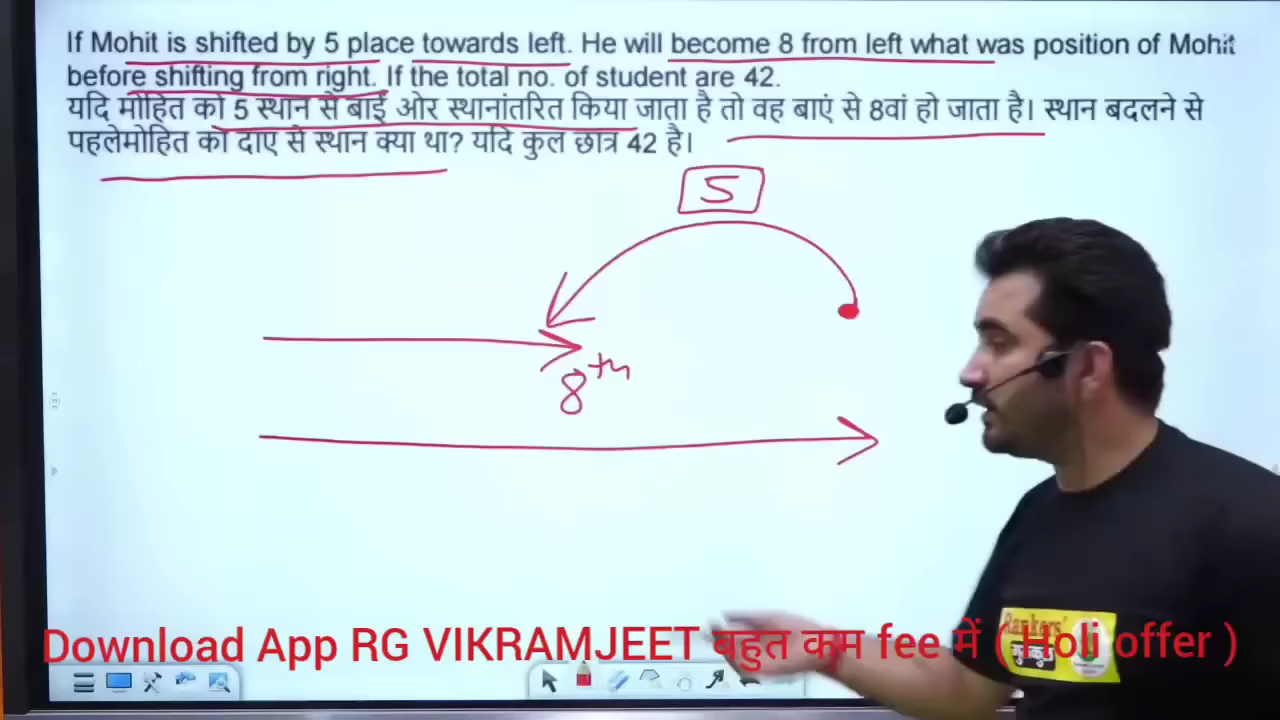 If Mohit is shifted by 5 place towards left. He will become 8 from left what was position of Mohit
before shifting from right. If the total no. of student are 42.
यदि मोहित को 5 स्थान से बाईं ओर स्थानांतरित किया जाता है तो वह बाएं से 8वां हो जाता है। स्थान बदलने से
पहलेमोहित का दाए से स्थान क्या था? यदि कुल छात्र 42 है।
5
8th
Download App RG VIKRAMJEET बहुत कम fee में ( Holi offer )
Rankers'
गुरुकुल